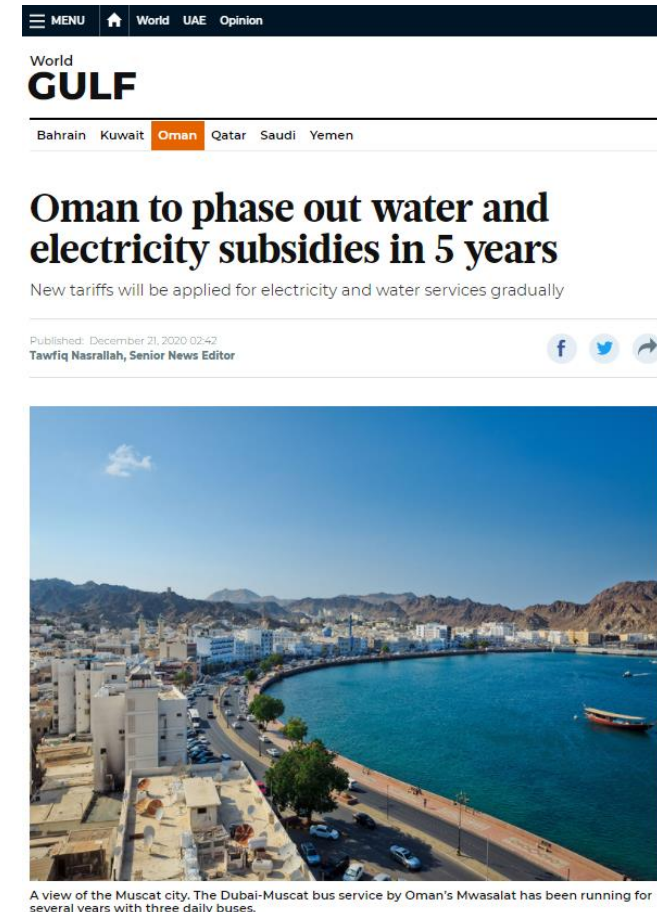 MENU World UAE Opinion
World
GULF
Bahrain Kuwait Oman Qatar Saudi Yemen
Oman to phase out water and
electricity subsidies in 5 years
New tariffs will be applied for electricity and water services gradually
Published: December 21, 2020 02:42
Tawfiq Nasrallah, Senior News Editor
A view of the Muscat city. The Dubai-Muscat bus service by Oman's Mwasalat has been running for
several years with three daily buses.